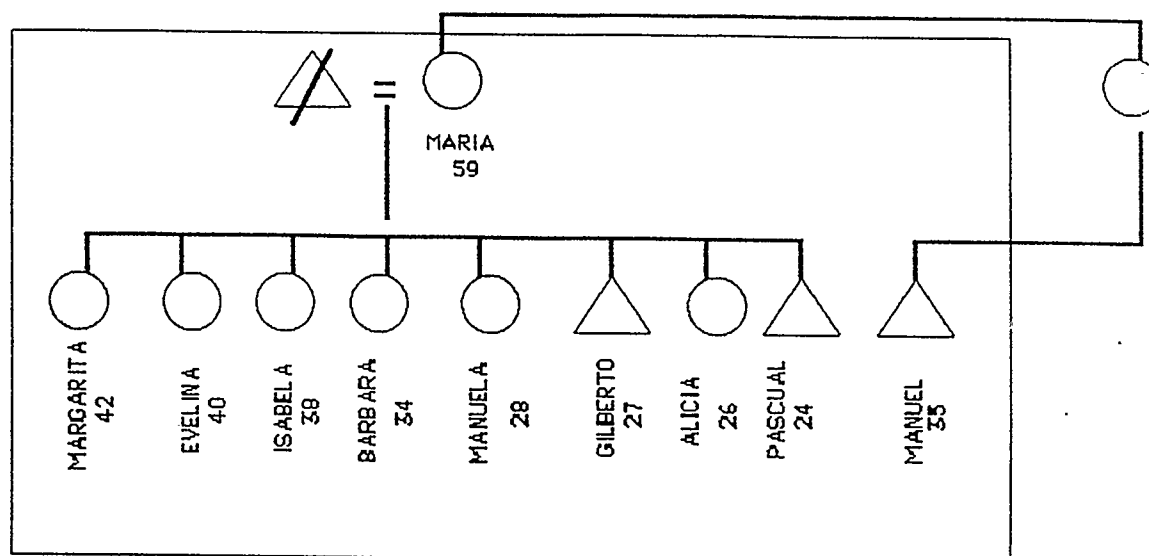 MARIA
59
MARGARITA
42
EVELINA
40
ISABELA
38
BARBARA
34
MANUELA
28
GILBERTO
27
ALICIA
26
PASCUAL
24
MANUEL
35